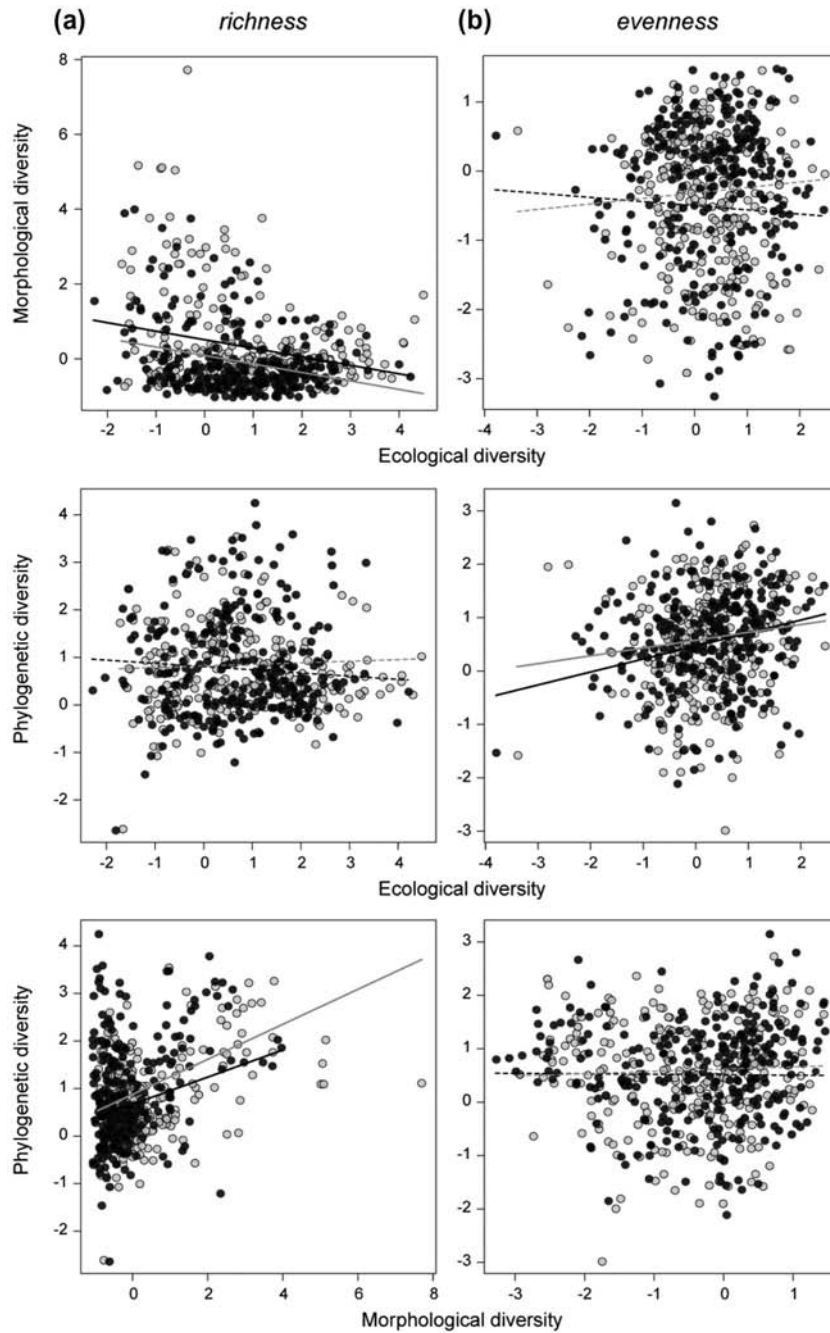 (a) richness (b) evenness
8
6
4
2
0
Morphological diversity
-2 -1 0 1 2 3 4
Ecological diversity
1
0
-1
-2
-3
-4 -3 -2 -1 0 1 2
4
3
2
1
0
-1
-2
Phylogenetic diversity
-2 -1 0 1 2 3 4
Ecological diversity
3
2
1
0
-1
-2
-3
-4 -3 -2 -1 0 1 2
4
3
2
1
0
-1
-2
Phylogenetic diversity
0 2 4 6 8
Morphological diversity
3
2
1
0
-1
-2
-3
-3 -2 -1 0 1